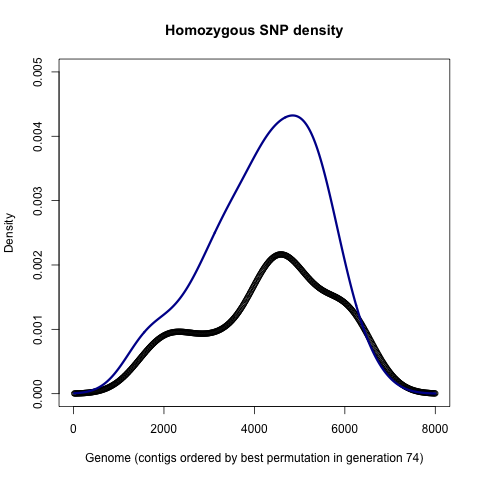 Homozygous SNP density
0.005
0.004
0.003
0.002
0.001
0.000
Density
0 2000 4000 6000 8000
Genome (contigs ordered by best permutation in generation 74)